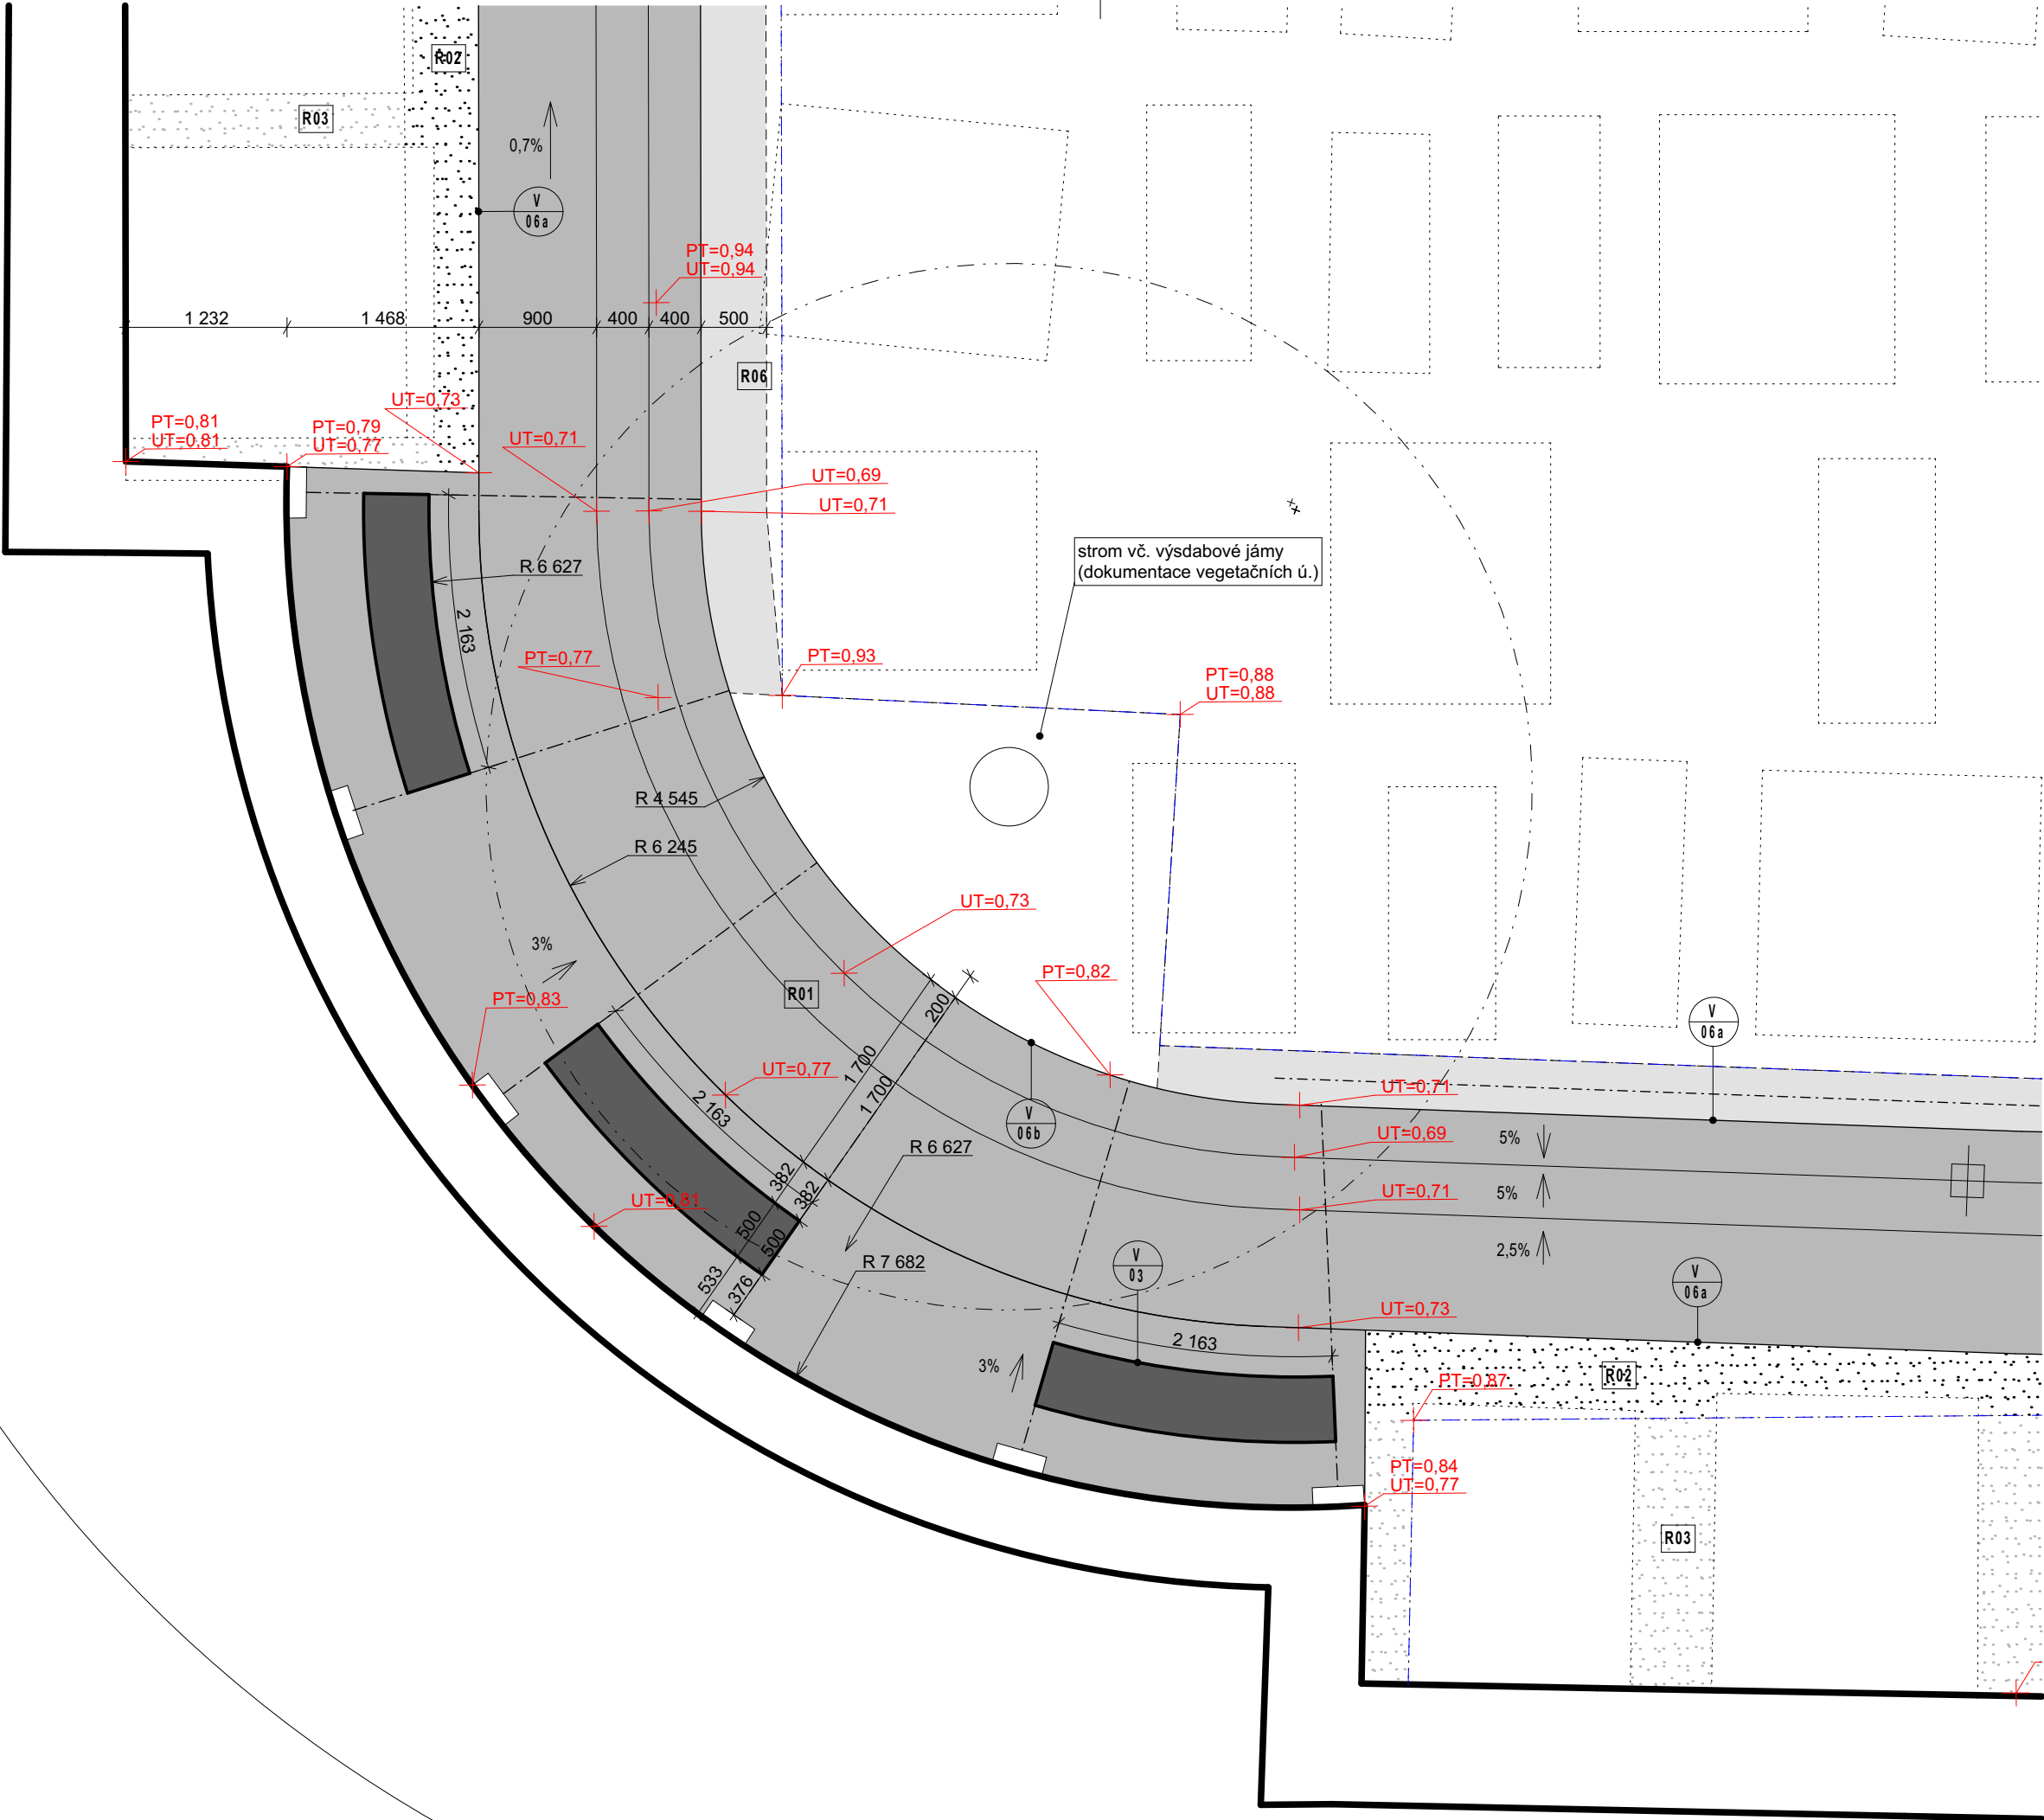 R02
R03
0,7%
V
06a
PT=0,94
UT=0,94
1 232
1 468
900
400
400
500
R06
UT=0,73
PT=0,81
UT=0,81
PT=0,79
UT=0,77
UT=0,71
UT=0,69
UT=0,71
strom vč. výsdabové jámy
(dokumentace vegetačních ú.)
R 6 627
2 163
PT=0,77
PT=0,93
PT=0,88
UT=0,88
R 4 545
R 6 245
UT=0,73
3%
PT=0,82
PT=0,83
R01
200
V
06a
1 700
1 700
UT=0,77
2 163
UT=0,71
V
06b
UT=0,69
5%
R 6 627
382
382
UT=0,71
5%
UT=0,81
500
500
2,5%
R 7 682
V
03
533
376
V
06a
UT=0,73
2 163
3%
R02
PT=0,87
PT=0,84
UT=0,77
R03